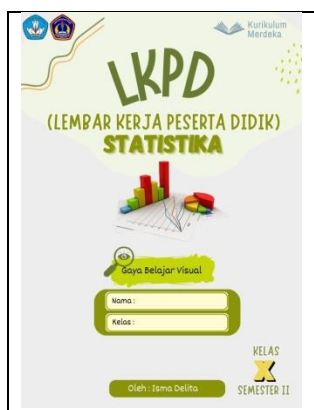 Kurikulum
Merdeka
LKPD
(LEMBAR KERJA PESERTA DIDIK)
STATISTIKA
Gaya Belajar Visual
Nama :
Kelas :
Oleh : Isma Delita
KELAS
X
SEMESTER II